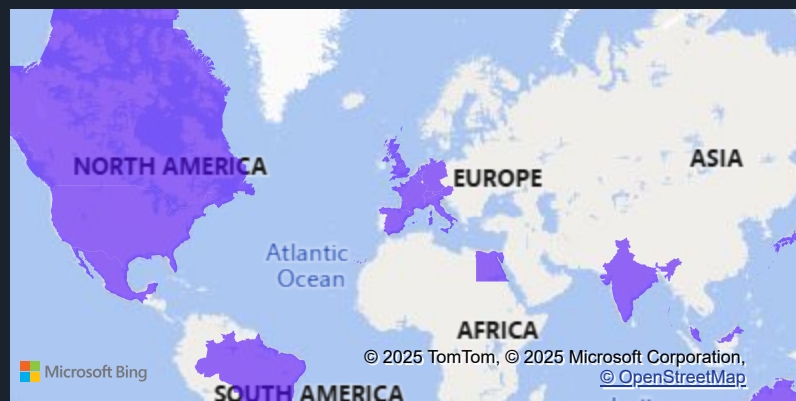 NORTH AMERICA
ASIA
EUROPE
Atlantic
Ocean
AFRICA
© 2025 TomTom, © 2025 Microsoft Corporation,
Microsoft Bing
© OpenStreetMap
SOUTH AMERICA